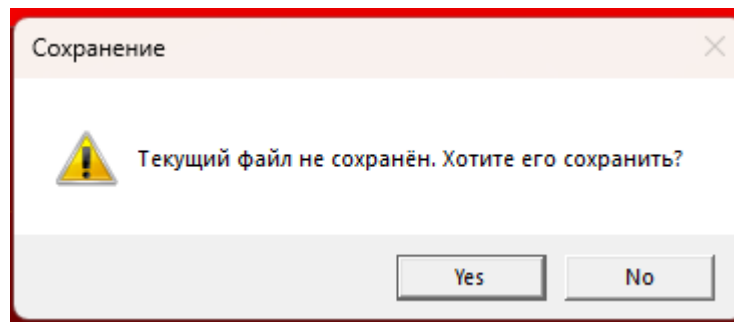 Сохранение
Текущий файл не сохранён. Хотите его сохранить?
Yes
No